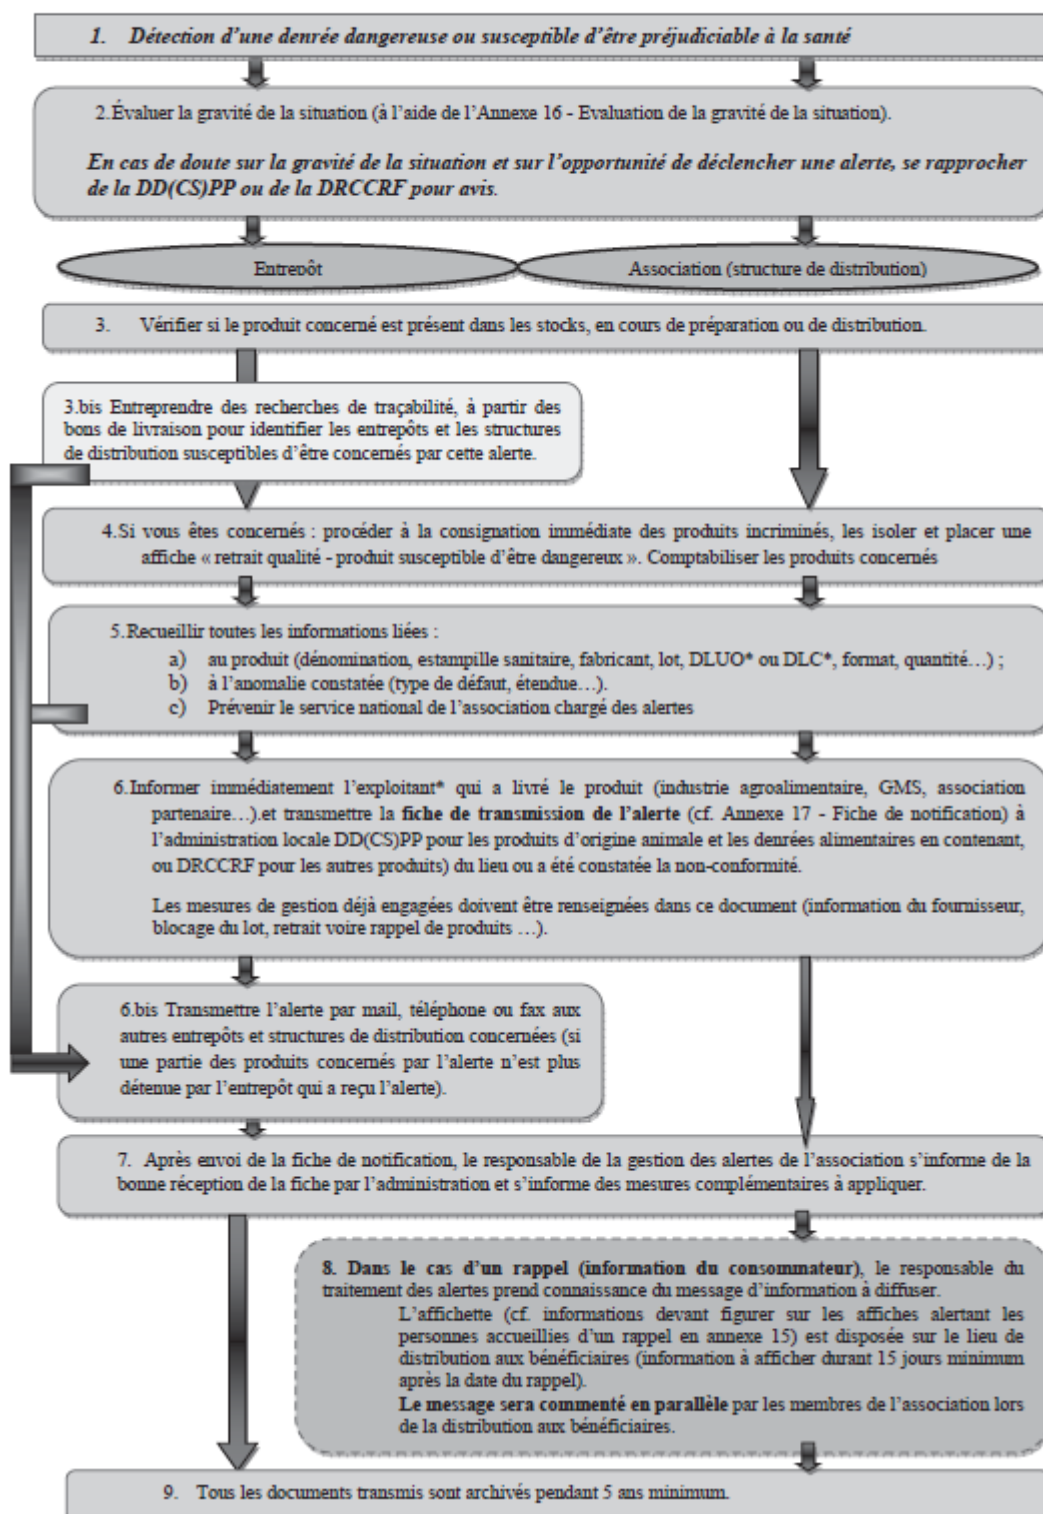 1. Détection d’une denrée dangereuse ou susceptible d’être préjudiciable à la santé
2.Évaluer la gravité de la situation (à l’aide de l’Annexe 16 - Evaluation de la gravité de la situation).
En cas de doute sur la gravité de la situation et sur l’opportunité de déclencher une alerte, se rapprocher
de la DD(CS)PP ou de la DRCCRF pour avis.
Entrepôt
Association (structure de distribution)
3. Vérifier si le produit concerné est présent dans les stocks, en cours de préparation ou de distribution.
3.bis Entreprendre des recherches de traçabilité, à partir des
bons de livraison pour identifier les entrepôts et les structures
de distribution susceptibles d’être concernés par cette alerte.
4.Si vous êtes concernés : procéder à la consignation immédiate des produits incriminés, les isoler et placer une
affiche « retrait qualité - produit susceptible d’être dangereux ». Comptabiliser les produits concernés
5.Recueillir toutes les informations liées :
a) au produit (dénomination, estampille sanitaire, fabricant, lot, DLUO* ou DLC*, format, quantité…) ;
b) à l’anomalie constatée (type de défaut, étendue…).
c) Prévenir le service national de l’association chargé des alertes
6.Informer immédiatement l’exploitant* qui a livré le produit (industrie agroalimentaire, GMS, association
partenaire…).et transmettre la fiche de transmission de l’alerte (cf. Annexe 17 - Fiche de notification) à
l’administration locale DD(CS)PP pour les produits d’origine animale et les denrées alimentaires en contenant,
ou DRCCRF pour les autres produits) du lieu ou a été constatée la non-conformité.
Les mesures de gestion déjà engagées doivent être renseignées dans ce document (information du fournisseur,
blocage du lot, retrait voire rappel de produits …).
6.bis Transmettre l’alerte par mail, téléphone ou fax aux
autres entrepôts et structures de distribution concernées (si
une partie des produits concernés par l’alerte n’est plus
détenue par l’entrepôt qui a reçu l’alerte).
7. Après envoi de la fiche de notification, le responsable de la gestion des alertes de l’association s’informe de la
bonne réception de la fiche par l’administration et s’informe des mesures complémentaires à appliquer.
8. Dans le cas d’un rappel (information du consommateur), le responsable du
traitement des alertes prend connaissance du message d’information à diffuser.
L’affichette (cf. informations devant figurer sur les affiches alertant les
personnes accueillies d’un rappel en annexe 15) est disposée sur le lieu de
distribution aux bénéficiaires (information à afficher durant 15 jours minimum
après la date du rappel).
Le message sera commenté en parallèle par les membres de l’association lors
de la distribution aux bénéficiaires.
9. Tous les documents transmis sont archivés pendant 5 ans minimum.